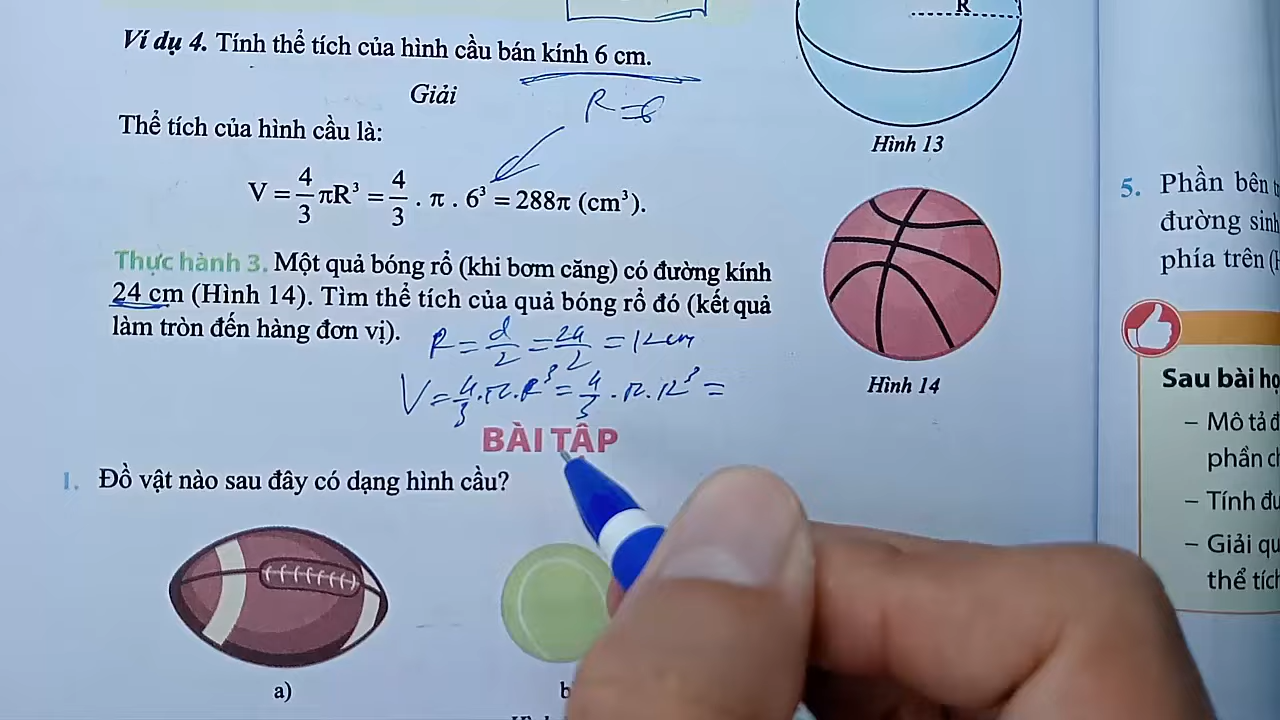 R
Ví dụ 4. Tính thể tích của hình cầu bán kính 6 cm.
R = 6
Giải
Thể tích của hình cầu là:
Hình 13
V = 4/3 πR³ = 4/3 . π . 6³ = 288π (cm³).
Thực hành 3. Một quả bóng rổ (khi bơm căng) có đường kính
24 cm (Hình 14). Tìm thể tích của quả bóng rổ đó (kết quả
làm tròn đến hàng đơn vị).
R = d/2 = 24/2 = 12 cm
V = 4/3 . π . R³ = 4/3 . π . 12³ =
Hình 14
BÀI TẬP
1. Đồ vật nào sau đây có dạng hình cầu?
a)
b
5. Phần bên
đường sinh
phía trên
Sau bài họ
– Mô tả đ
phần
– Tính đư
– Giải qu
thể tích